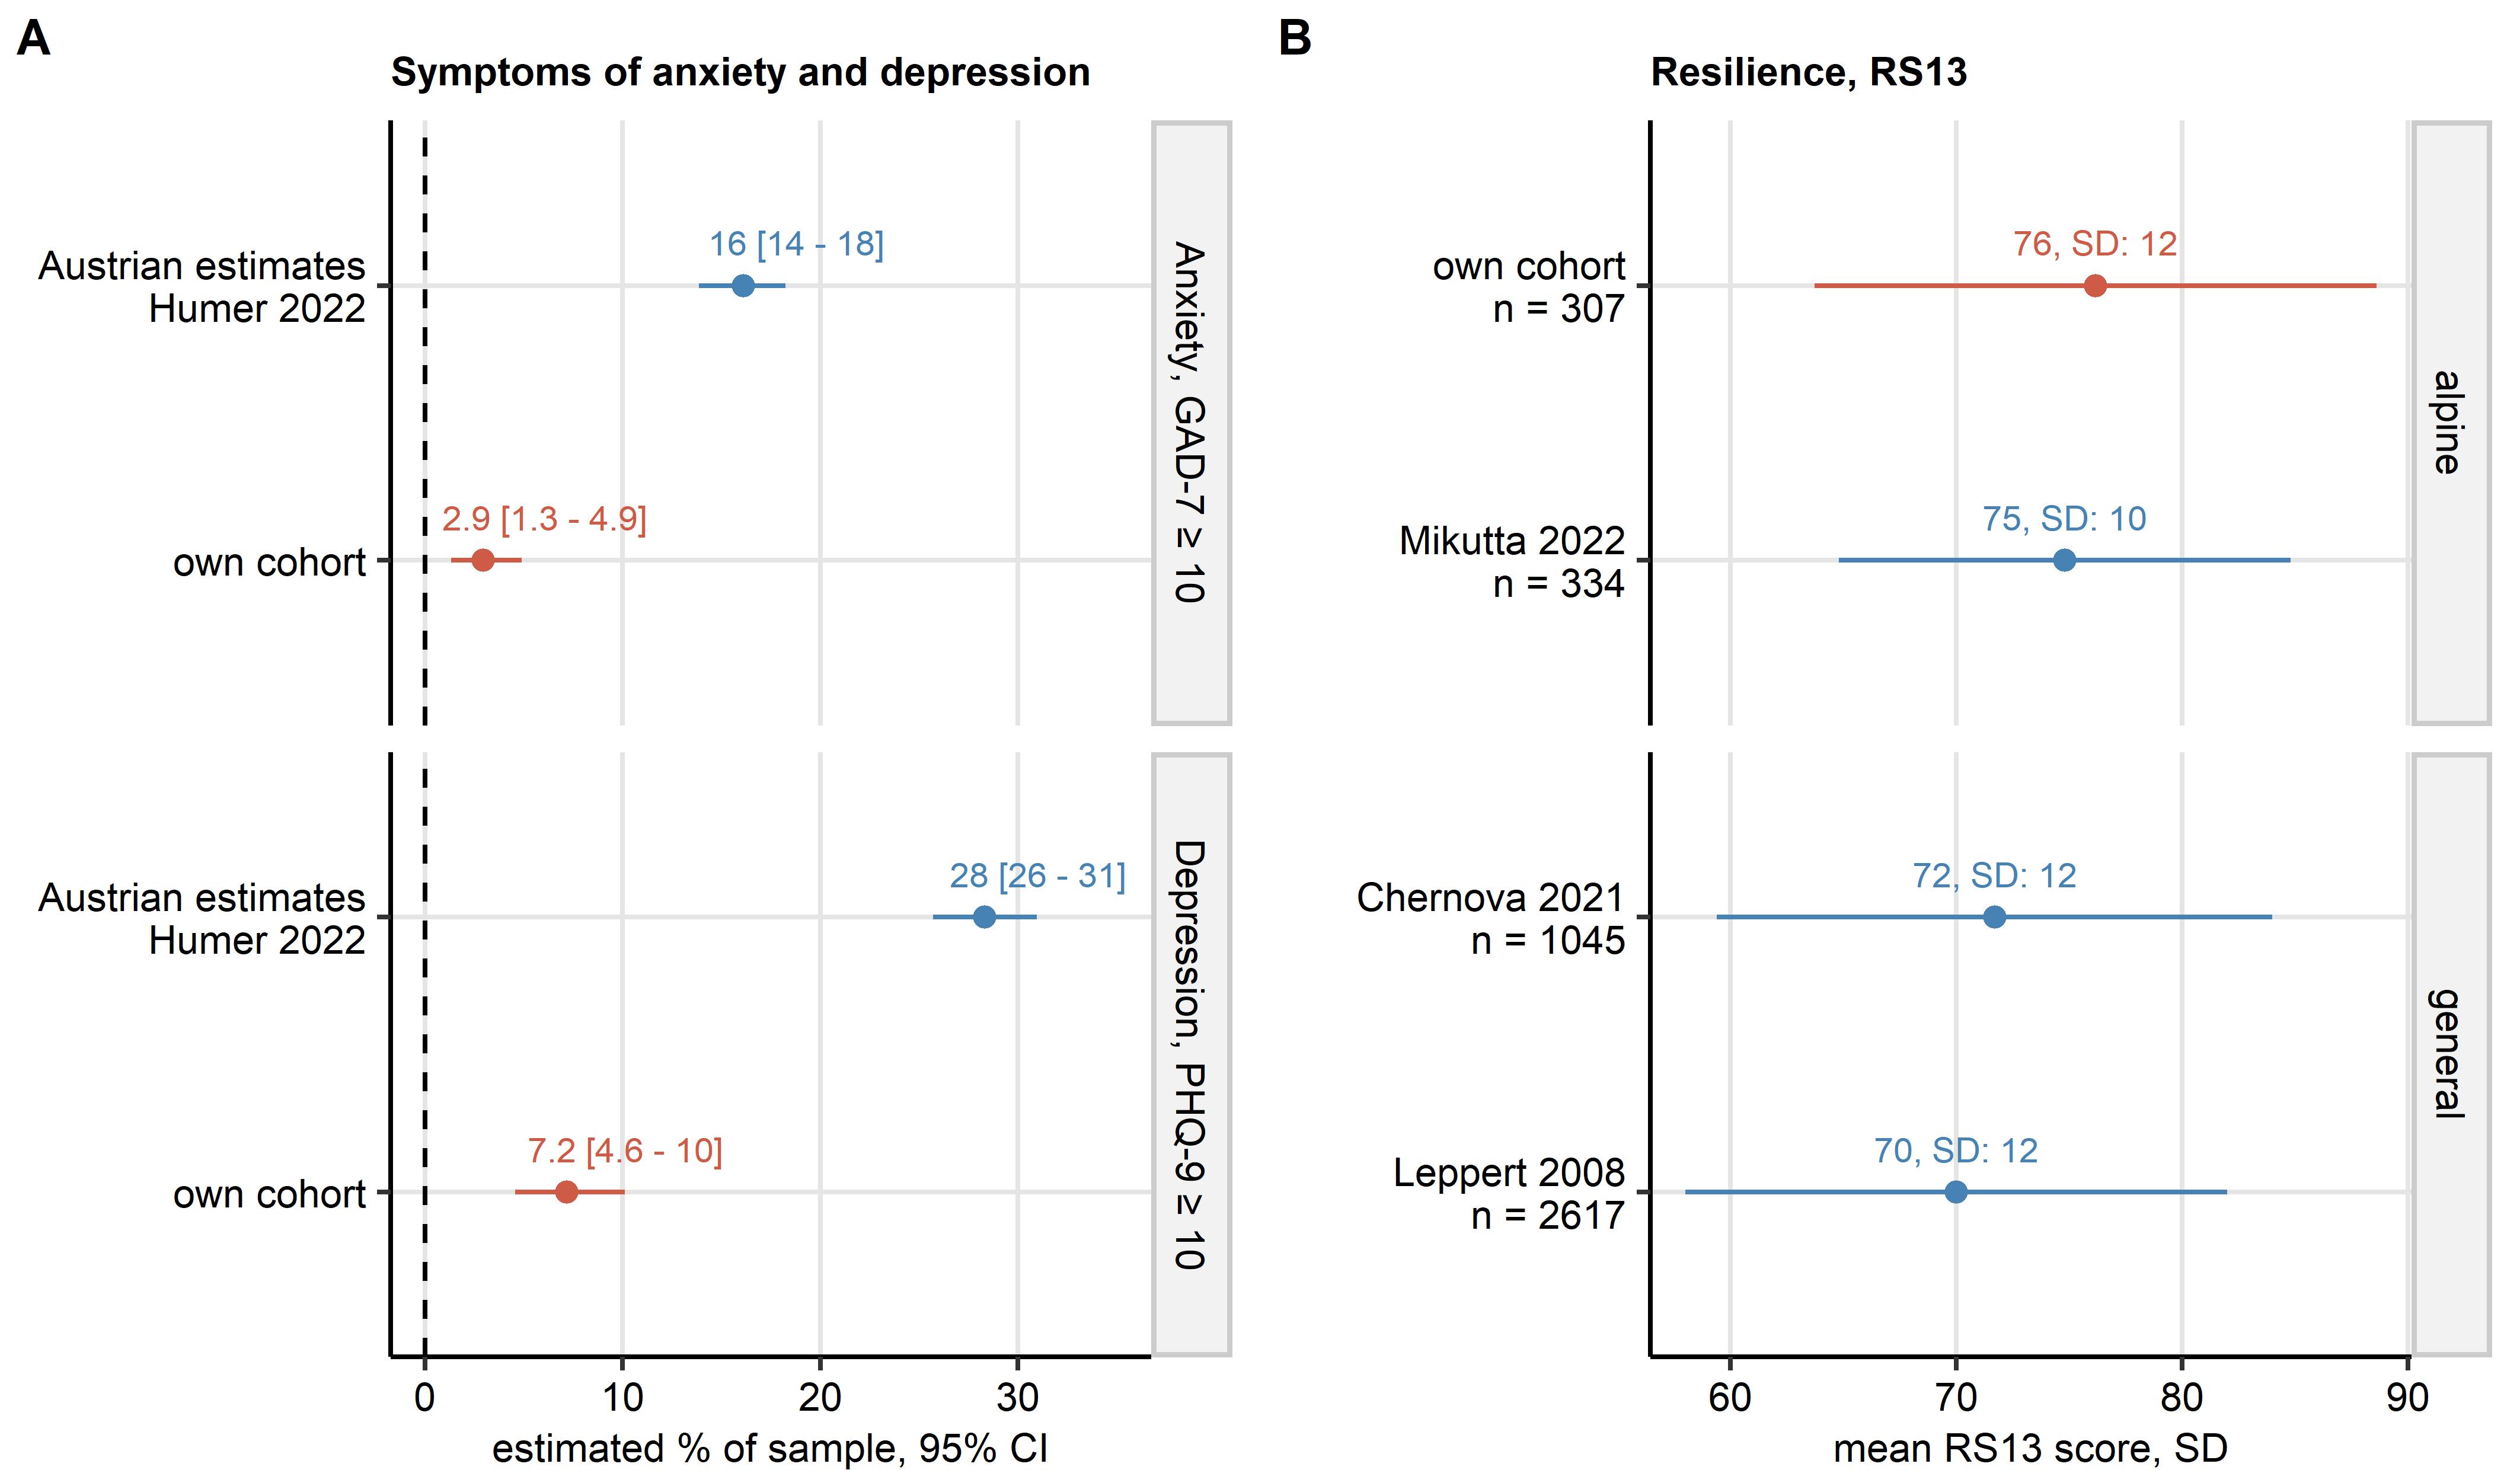 A
Symptoms of anxiety and depression
Austrian estimates
Humer 2022
16 [14 - 18]
own cohort
2.9 [1.3 - 4.9]
Anxiety, GAD-7 ≥ 10
Austrian estimates
Humer 2022
28 [26 - 31]
own cohort
7.2 [4.6 - 10]
Depression, PHQ-9 ≥ 10
0 10 20 30
estimated % of sample, 95% CI
B
Resilience, RS13
own cohort
n = 307
76, SD: 12
Mikutta 2022
n = 334
75, SD: 10
alpine
Chernova 2021
n = 1045
72, SD: 12
Leppert 2008
n = 2617
70, SD: 12
general
60 70 80 90
mean RS13 score, SD